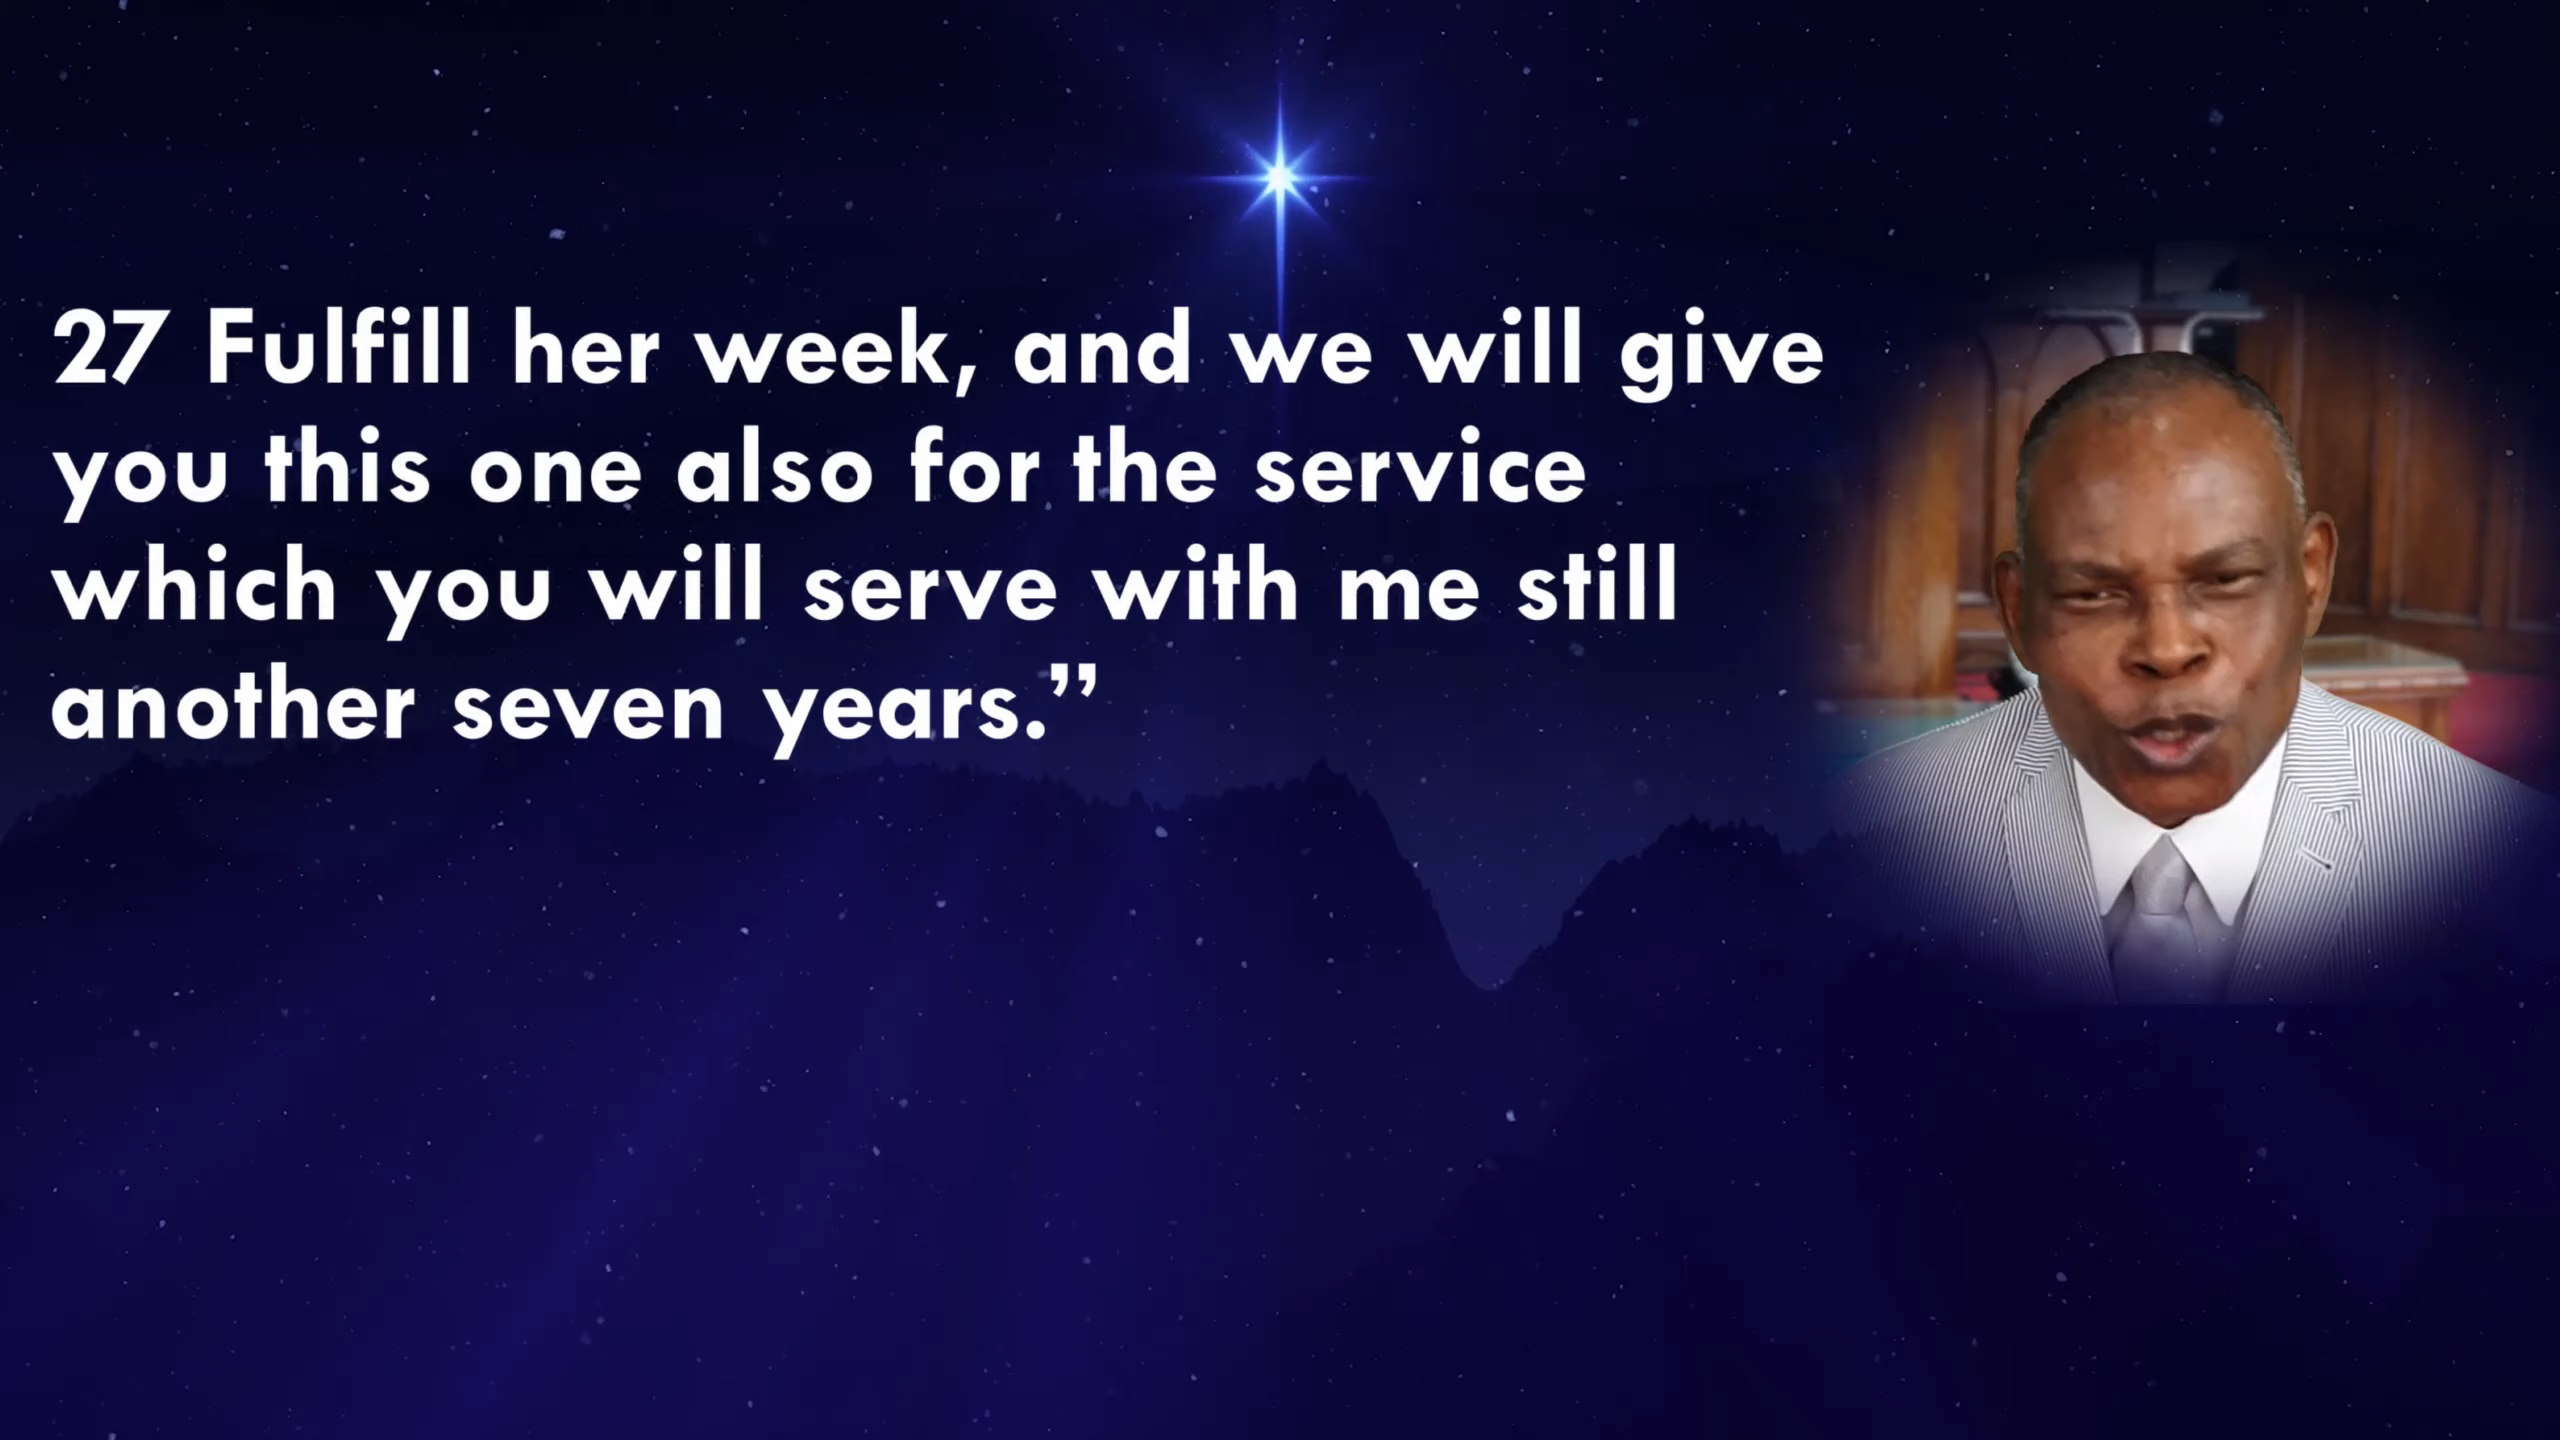 27 Fulfill her week, and we will give
you this one also for the service
which you will serve with me still
another seven years.”